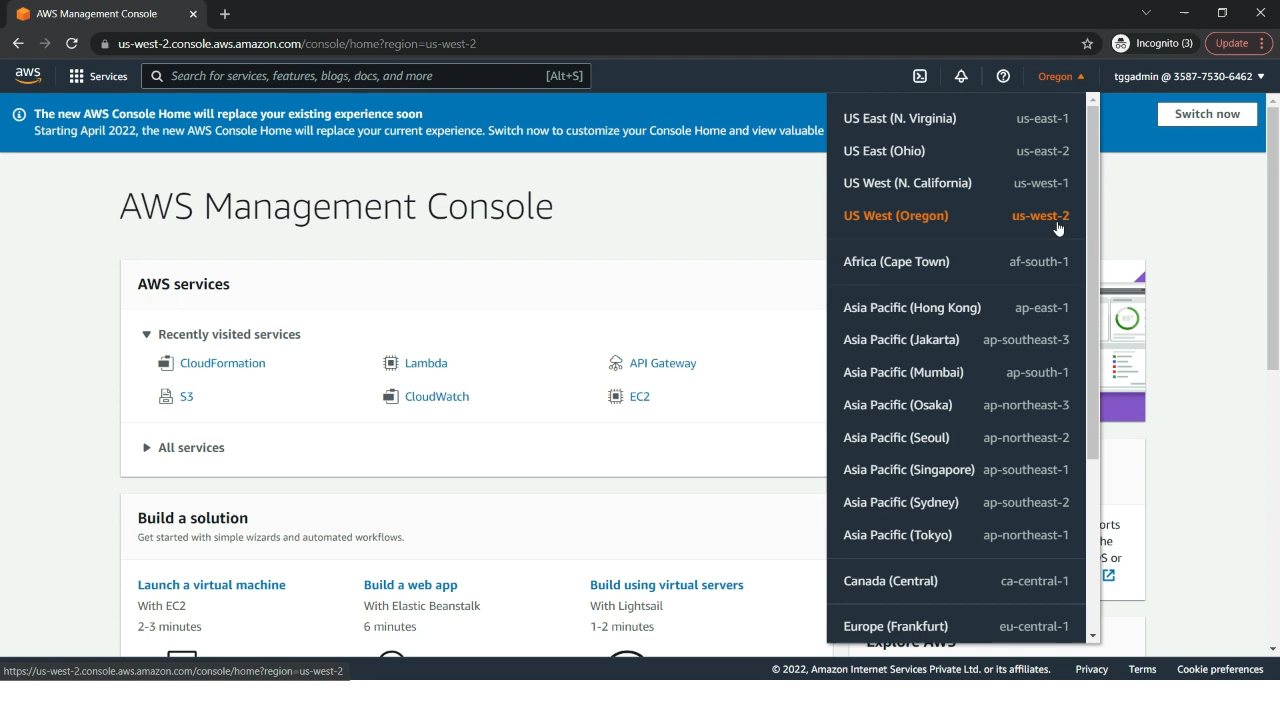 AWS Management Console
us-west-2.console.aws.amazon.com/console/home?region=us-west-2
Incognito (3)
Update
aws
Services
Search for services, features, blogs, docs, and more
[Alt+S]
Oregon
tggadmin @ 3587-7530-6462
The new AWS Console Home will replace your existing experience soon
Starting April 2022, the new AWS Console Home will replace your current experience. Switch now to customize your Console Home and view valuable
Switch now
US East (N. Virginia) us-east-1
US East (Ohio) us-east-2
US West (N. California) us-west-1
US West (Oregon) us-west-2
Africa (Cape Town) af-south-1
Asia Pacific (Hong Kong) ap-east-1
Asia Pacific (Jakarta) ap-southeast-3
Asia Pacific (Mumbai) ap-south-1
Asia Pacific (Osaka) ap-northeast-3
Asia Pacific (Seoul) ap-northeast-2
Asia Pacific (Singapore) ap-southeast-1
Asia Pacific (Sydney) ap-southeast-2
Asia Pacific (Tokyo) ap-northeast-1
Canada (Central) ca-central-1
Europe (Frankfurt) eu-central-1
AWS Management Console
AWS services
Recently visited services
CloudFormation
Lambda
API Gateway
S3
CloudWatch
EC2
All services
Build a solution
Get started with simple wizards and automated workflows.
Launch a virtual machine
With EC2
2-3 minutes
Build a web app
With Elastic Beanstalk
6 minutes
Build using virtual servers
With Lightsail
1-2 minutes
orts
he
S or
Explore AWS
https://us-west-2.console.aws.amazon.com/console/home?region=us-west-2
© 2022, Amazon Internet Services Private Ltd. or its affiliates.
Privacy
Terms
Cookie preferences